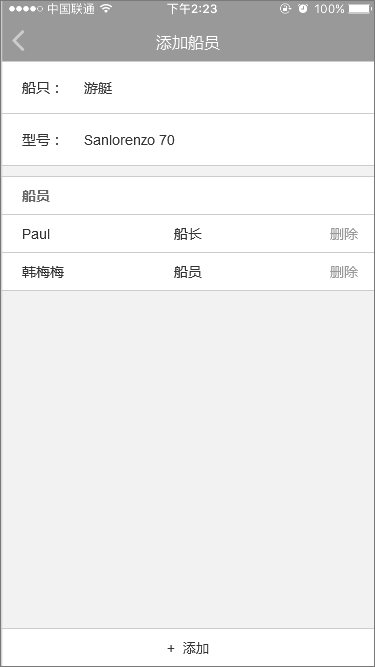 中国联通 下午2:23 100%
添加船员
船只： 游艇
型号： Sanlorenzo 70
船员
Paul 船长 删除
韩梅梅 船员 删除
+ 添加